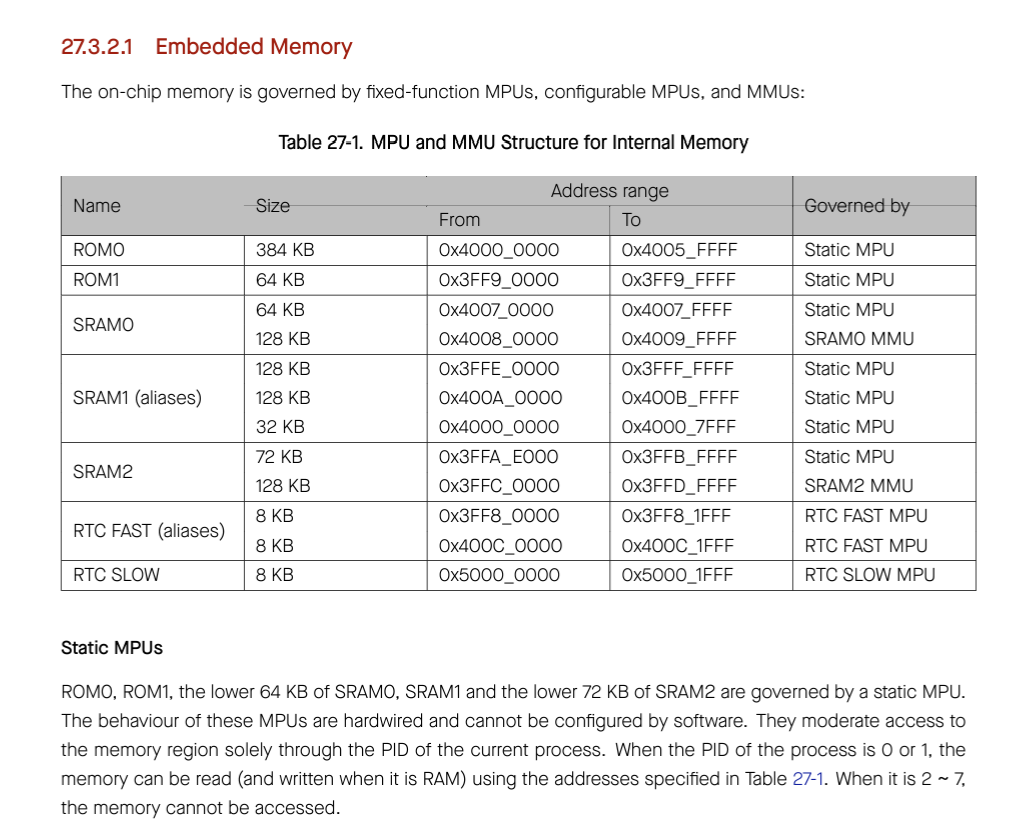 27.3.2.1 Embedded Memory
The on-chip memory is governed by fixed-function MPUs, configurable MPUs, and MMUs:
Table 27-1. MPU and MMU Structure for Internal Memory
Name Size Address range Governed by
From To
ROM0 384 KB 0x4000_0000 0x4005_FFFF Static MPU
ROM1 64 KB 0x3FF9_0000 0x3FF9_FFFF Static MPU
SRAM0 64 KB 0x4007_0000 0x4007_FFFF Static MPU
128 KB 0x4008_0000 0x4009_FFFF SRAM0 MMU
SRAM1 (aliases) 128 KB 0x3FFE_0000 0x3FFF_FFFF Static MPU
128 KB 0x400A_0000 0x400B_FFFF Static MPU
32 KB 0x4000_0000 0x4000_7FFF Static MPU
SRAM2 72 KB 0x3FFA_E000 0x3FFB_FFFF Static MPU
128 KB 0x3FFC_0000 0x3FFD_FFFF SRAM2 MMU
RTC FAST (aliases) 8 KB 0x3FF8_0000 0x3FF8_1FFF RTC FAST MPU
8 KB 0x400C_0000 0x400C_1FFF RTC FAST MPU
RTC SLOW 8 KB 0x5000_0000 0x5000_1FFF RTC SLOW MPU
Static MPUs
ROM0, ROM1, the lower 64 KB of SRAM0, SRAM1 and the lower 72 KB of SRAM2 are governed by a static MPU.
The behaviour of these MPUs are hardwired and cannot be configured by software. They moderate access to
the memory region solely through the PID of the current process. When the PID of the process is 0 or 1, the
memory can be read (and written when it is RAM) using the addresses specified in Table 27-1. When it is 2 ~ 7,
the memory cannot be accessed.